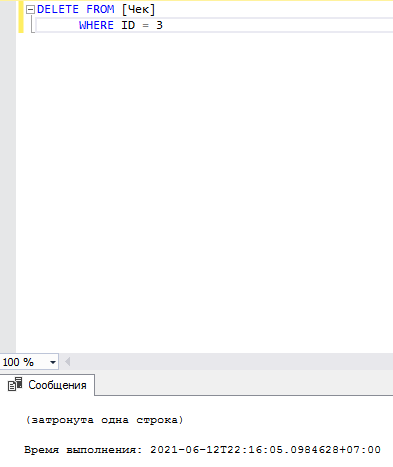 DELETE FROM [Чек]
WHERE ID = 3
100 %
Сообщения
(затронута одна строка)
Время выполнения: 2021-06-12T22:16:05.0984628+07:00